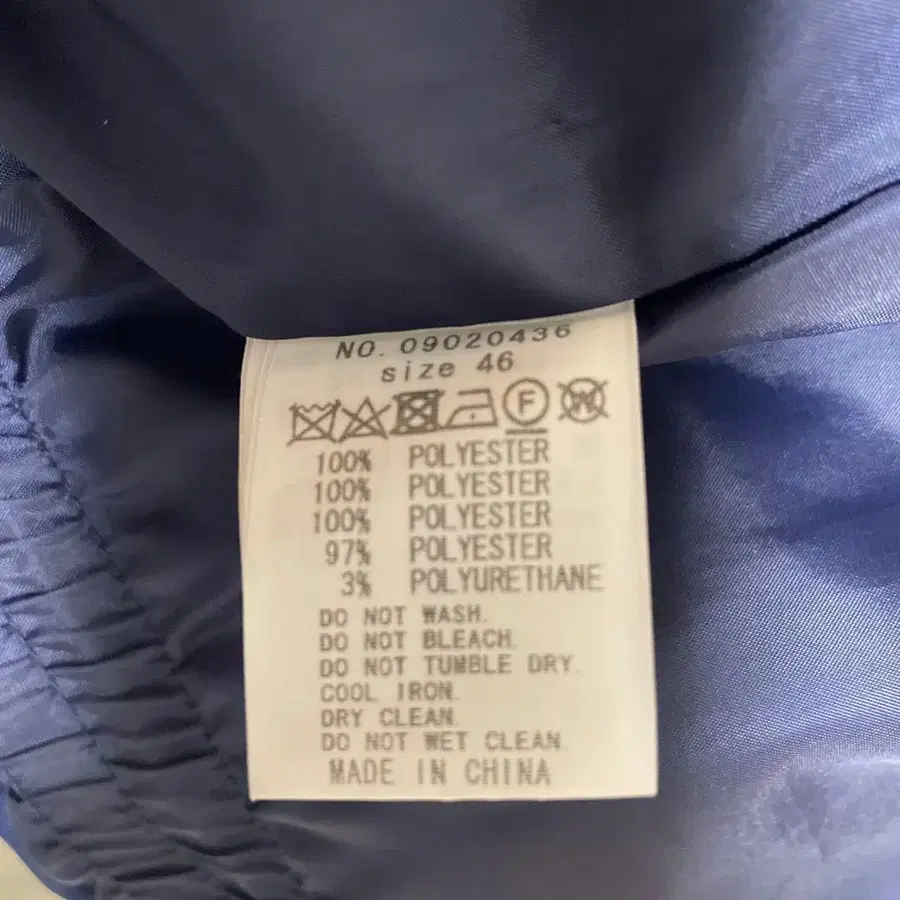 NO. 09020436
size 46
F W
100% POLYESTER
100% POLYESTER
100% POLYESTER
97% POLYESTER
3% POLYURETHANE
DO NOT WASH.
DO NOT BLEACH.
DO NOT TUMBLE DRY.
COOL IRON.
DRY CLEAN.
DO NOT WET CLEAN.
MADE IN CHINA